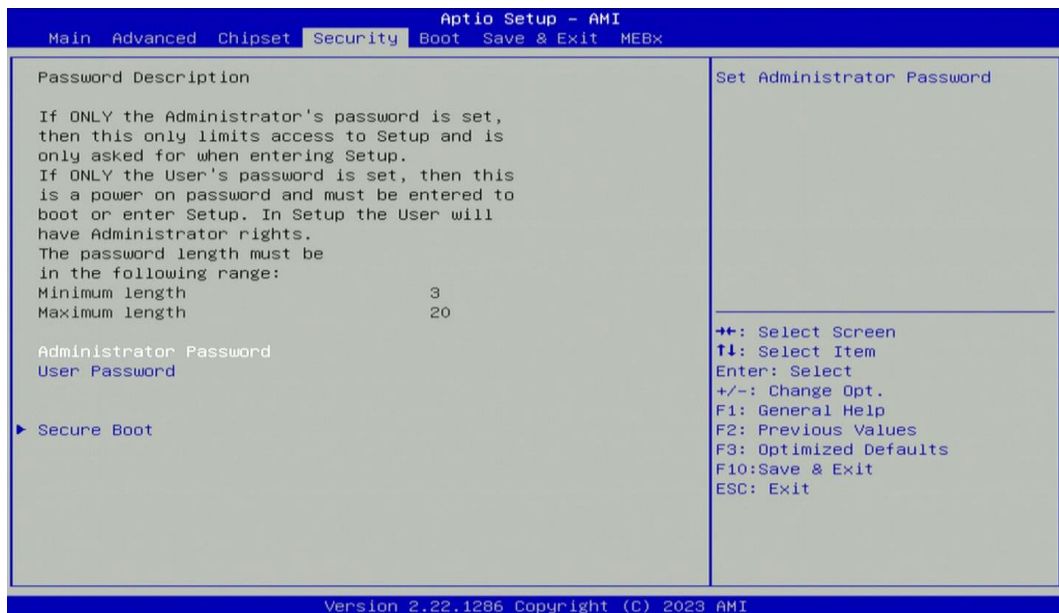 Aptio Setup – AMI
Main Advanced Chipset Security Boot Save & Exit MEBx
Password Description
If ONLY the Administrator's password is set,
then this only limits access to Setup and is
only asked for when entering Setup.
If ONLY the User's password is set, then this
is a power on password and must be entered to
boot or enter Setup. In Setup the User will
have Administrator rights.
The password length must be
in the following range:
Minimum length 3
Maximum length 20
Administrator Password
User Password
► Secure Boot
Set Administrator Password
→←: Select Screen
↑↓: Select Item
Enter: Select
+/-: Change Opt.
F1: General Help
F2: Previous Values
F3: Optimized Defaults
F10:Save & Exit
ESC: Exit
Version 2.22.1286 Copyright (C) 2023 AMI